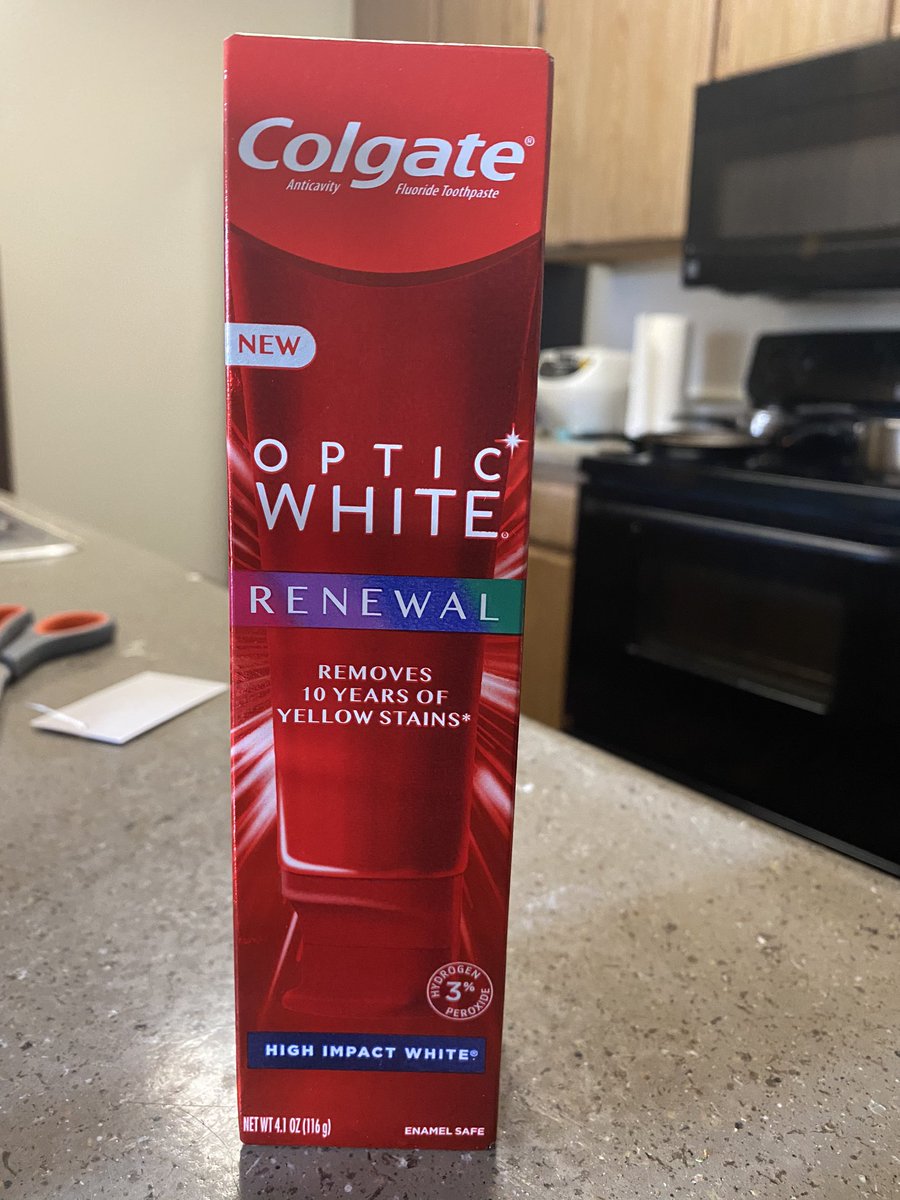 Colgate®
Anticavity Fluoride Toothpaste
NEW
OPTIC
WHITE®
RENEWAL
REMOVES
10 YEARS OF
YELLOW STAINS*
HYDROGEN
3%
PEROXIDE
HIGH IMPACT WHITE®
NET WT 4.1 OZ (116 g) ENAMEL SAFE